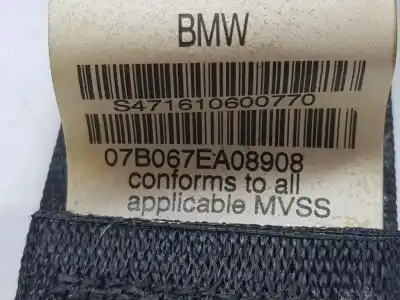 BMW
S471610600770
07B067EA08908
conforms to all
applicable MVSS